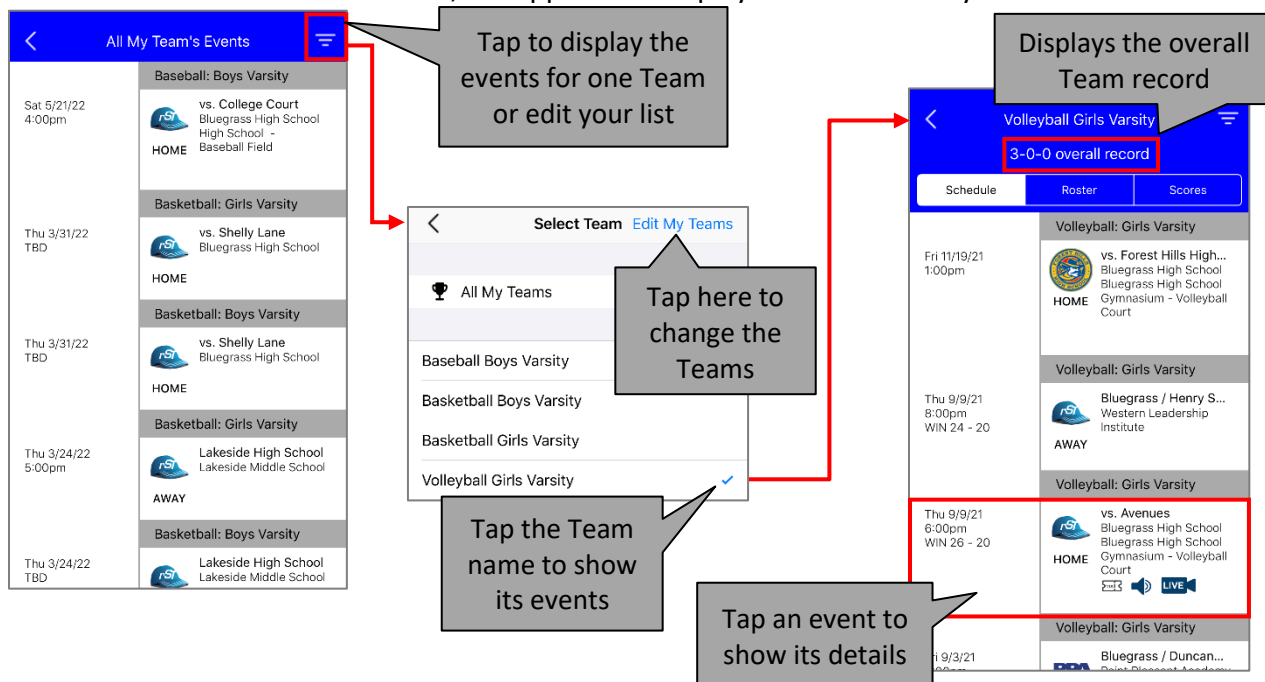 All My Team's Events
Baseball: Boys Varsity
Sat 5/21/22
4:00pm
vs. College Court
Bluegrass High School
High School -
Baseball Field
HOME
Basketball: Girls Varsity
Thu 3/31/22
TBD
vs. Shelly Lane
Bluegrass High School
HOME
Basketball: Boys Varsity
Thu 3/31/22
TBD
vs. Shelly Lane
Bluegrass High School
HOME
Basketball: Girls Varsity
Thu 3/24/22
5:00pm
Lakeside High School
Lakeside Middle School
AWAY
Basketball: Boys Varsity
Thu 3/24/22
TBD
Lakeside High School
Lakeside Middle School
Tap to display the
events for one Team
or edit your list
Select Team Edit My Teams
All My Teams
Baseball Boys Varsity
Basketball Boys Varsity
Basketball Girls Varsity
Volleyball Girls Varsity
Tap here to
change the
Teams
Tap the Team
name to show
its events
Displays the overall
Team record
Volleyball Girls Varsity
3-0-0 overall record
Schedule Roster Scores
Volleyball: Girls Varsity
Fri 11/19/21
1:00pm
vs. Forest Hills High...
Bluegrass High School
Bluegrass High School
Gymnasium - Volleyball
Court
HOME
Volleyball: Girls Varsity
Thu 9/9/21
8:00pm
WIN 24 - 20
Bluegrass / Henry S...
Western Leadership
Institute
AWAY
Volleyball: Girls Varsity
Thu 9/9/21
6:00pm
WIN 26 - 20
vs. Avenues
Bluegrass High School
Bluegrass High School
Gymnasium - Volleyball
Court
HOME
LIVE
Volleyball: Girls Varsity
9/3/21
Bluegrass / Duncan...
Tap an event to
show its details